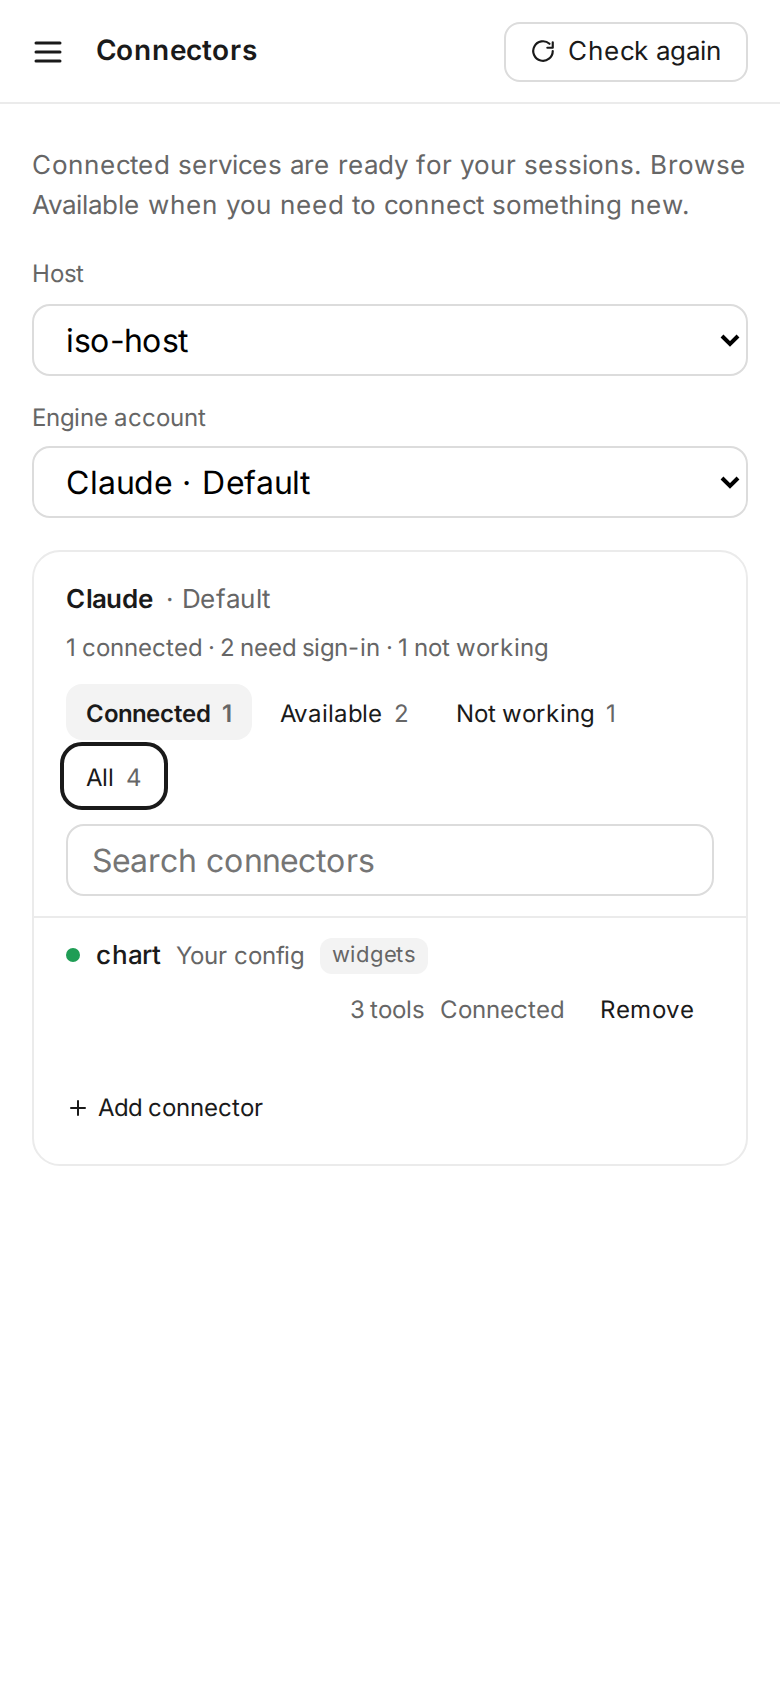 Connectors
Check again
Connected services are ready for your sessions. Browse
Available when you need to connect something new.
Host
iso-host
Engine account
Claude · Default
Claude · Default
1 connected · 2 need sign-in · 1 not working
Connected 1 Available 2 Not working 1
All 4
Search connectors
chart Your config widgets
3 tools Connected Remove
+ Add connector